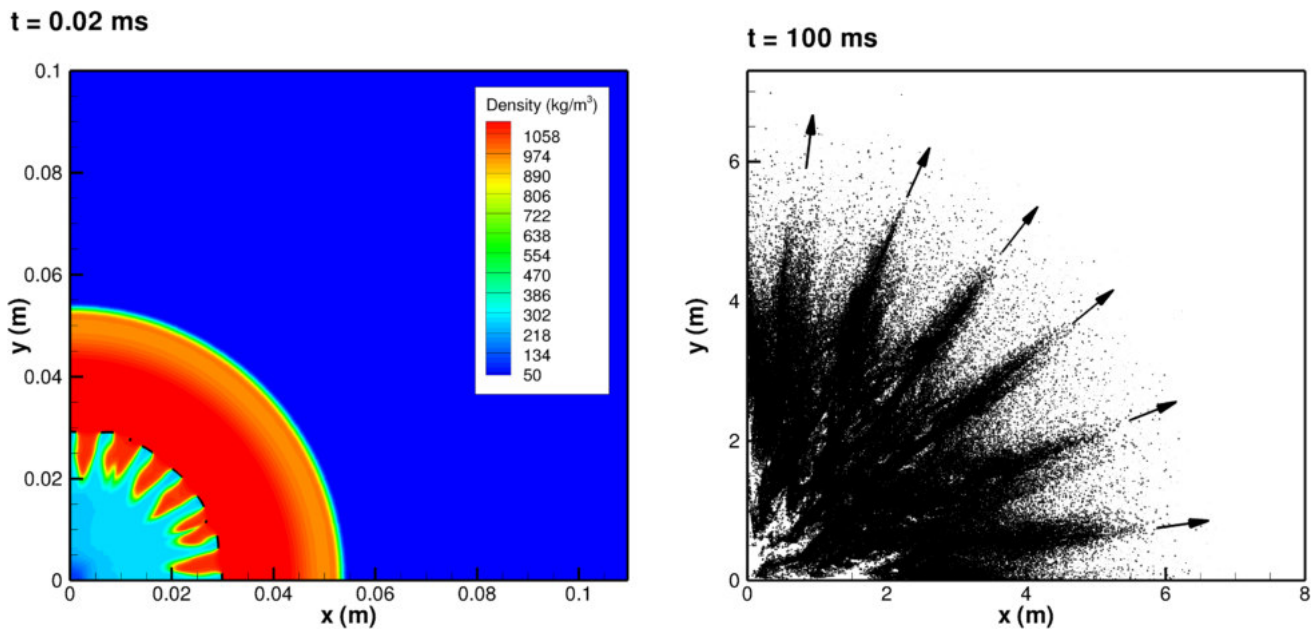 t = 0.02 ms
0.1
0.08
0.06
0.04
0.02
0
y (m)
Density (kg/m³)
1058
974
890
806
722
638
554
470
386
302
218
134
50
0 0.02 0.04 0.06 0.08 0.1
x (m)
t = 100 ms
6
4
2
0
y (m)
0 2 4 6 8
x (m)